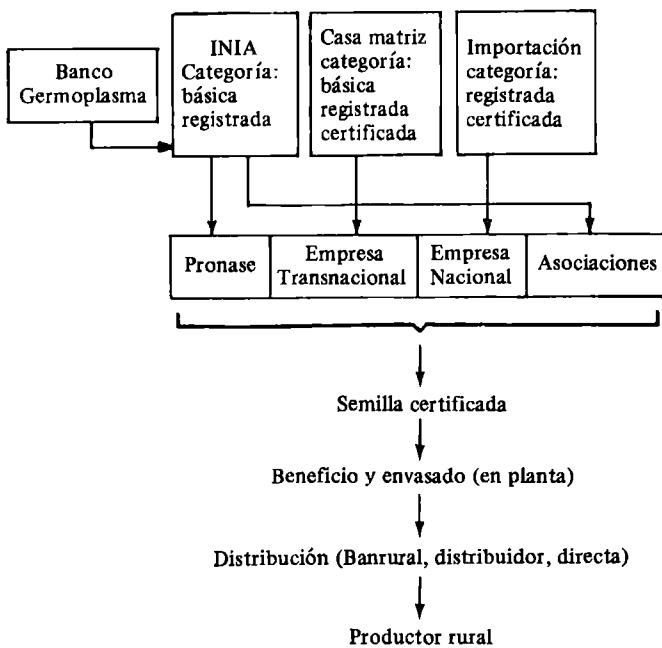 Banco
Germoplasma
INIA
Categoría:
básica
registrada
Casa matriz
categoría:
básica
registrada
certificada
Importación
categoría:
registrada
certificada
Pronase
Empresa
Transnacional
Empresa
Nacional
Asociaciones
Semilla certificada
Beneficio y envasado (en planta)
Distribución (Banrural, distribuidor, directa)
Productor rural